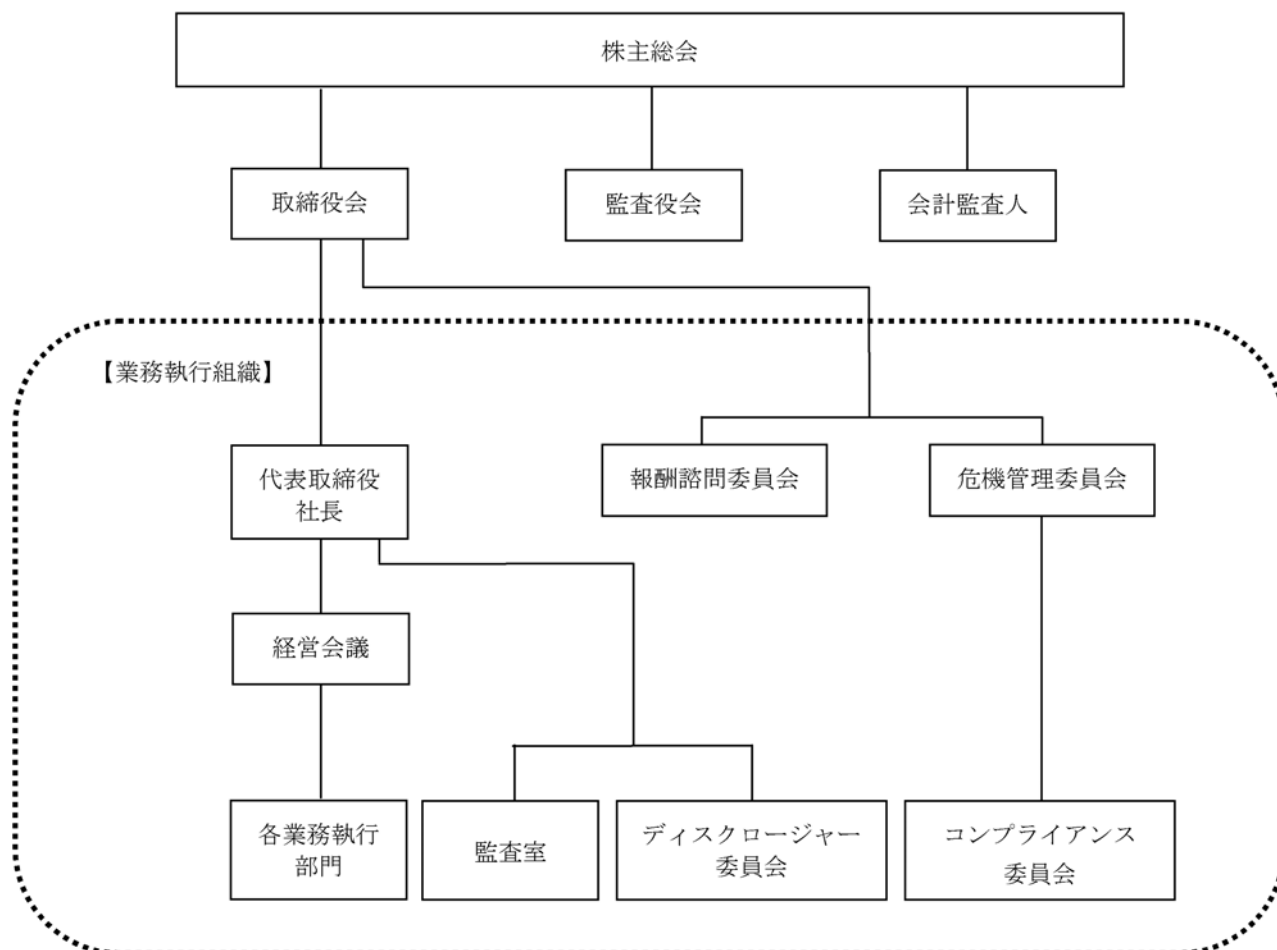 株主総会
取締役会
監査役会
会計監査人
【業務執行組織】
代表取締役
社長
報酬諮問委員会
危機管理委員会
経営会議
各業務執行
部門
監査室
ディスクロージャー
委員会
コンプライアンス
委員会